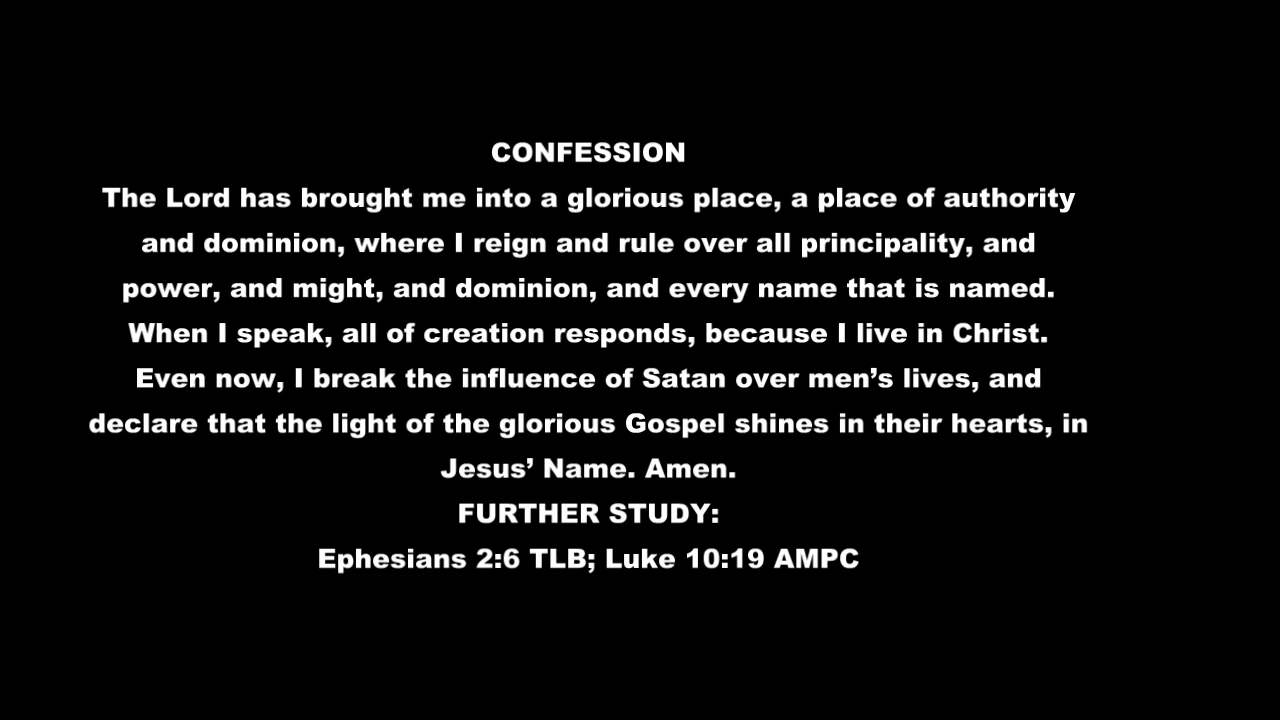 CONFESSION
The Lord has brought me into a glorious place, a place of authority
and dominion, where I reign and rule over all principality, and
power, and might, and dominion, and every name that is named.
When I speak, all of creation responds, because I live in Christ.
Even now, I break the influence of Satan over men’s lives, and
declare that the light of the glorious Gospel shines in their hearts, in
Jesus’ Name. Amen.
FURTHER STUDY:
Ephesians 2:6 TLB; Luke 10:19 AMPC